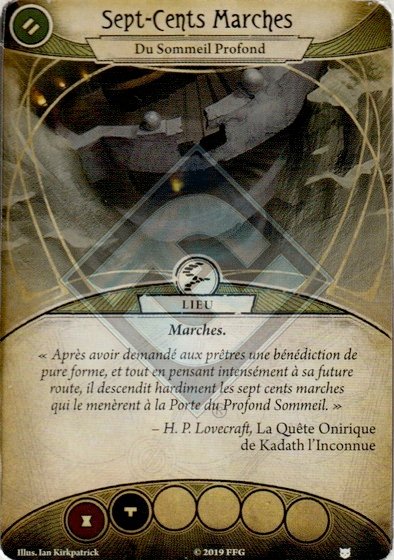 Sept-Cents Marches
Du Sommeil Profond
LIEU
Marches.
« Après avoir demandé aux prêtres une bénédiction de
pure forme, et tout en pensant intensément à sa future
route, il descendit hardiment les sept cents marches
qui le menèrent à la Porte du Profond Sommeil. »
– H. P. Lovecraft, La Quête Onirique
de Kadath l'Inconnue
Illus. Ian Kirkpatrick
© 2019 FFG